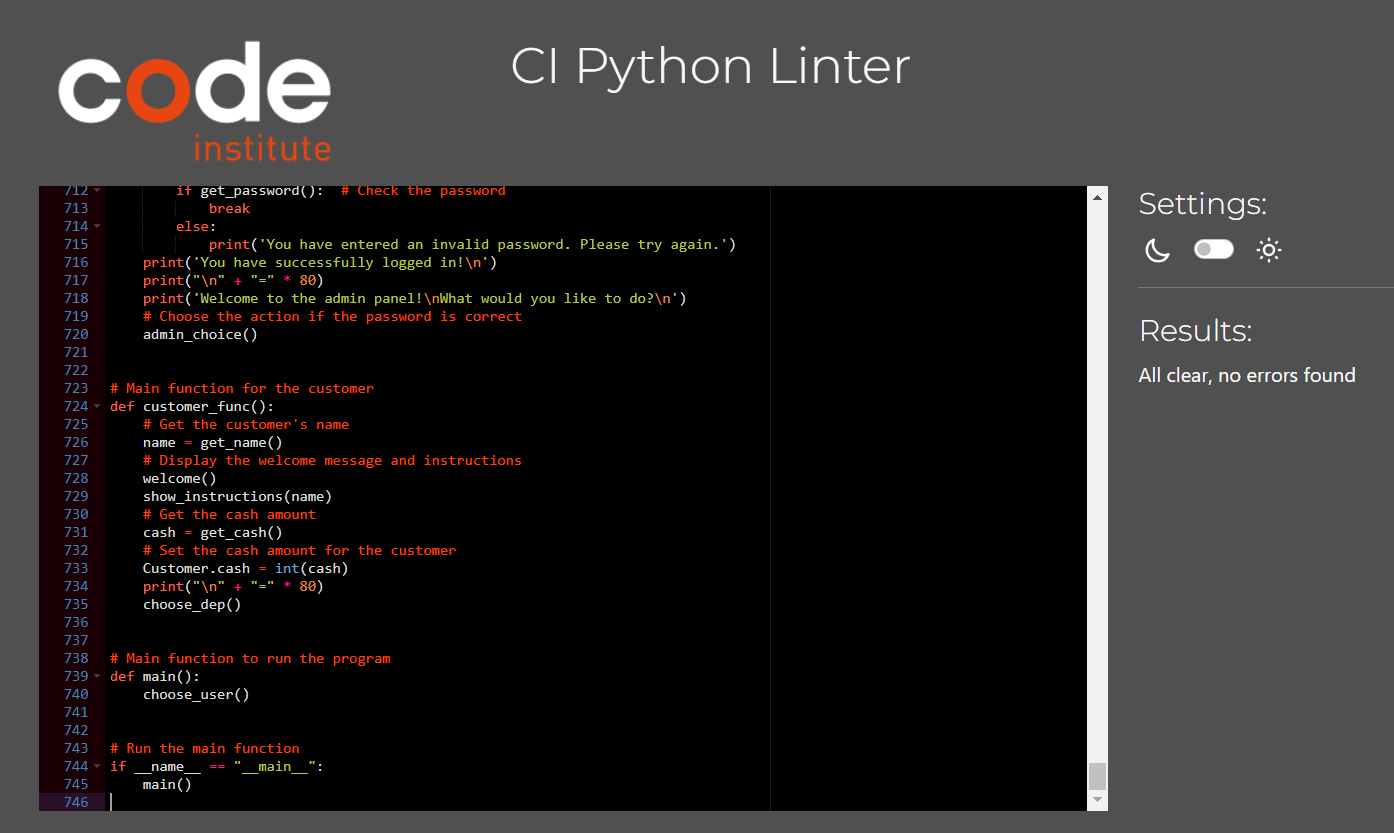 code
institute
CI Python Linter
712 if get_password():  # Check the password
713 break
714 else:
715 print('You have entered an invalid password. Please try again.')
716 print('You have successfully logged in!\n')
717 print("\n" + "=" * 80)
718 print('Welcome to the admin panel!\nWhat would you like to do?\n')
719 # Choose the action if the password is correct
720 admin_choice()
721
722
723 # Main function for the customer
724 def customer_func():
725 # Get the customer's name
726 name = get_name()
727 # Display the welcome message and instructions
728 welcome()
729 show_instructions(name)
730 # Get the cash amount
731 cash = get_cash()
732 # Set the cash amount for the customer
733 Customer.cash = int(cash)
734 print("\n" + "=" * 80)
735 choose_dep()
736
737
738 # Main function to run the program
739 def main():
740 choose_user()
741
742
743 # Run the main function
744 if __name__ == "__main__":
745 main()
746
Settings:
Results:
All clear, no errors found